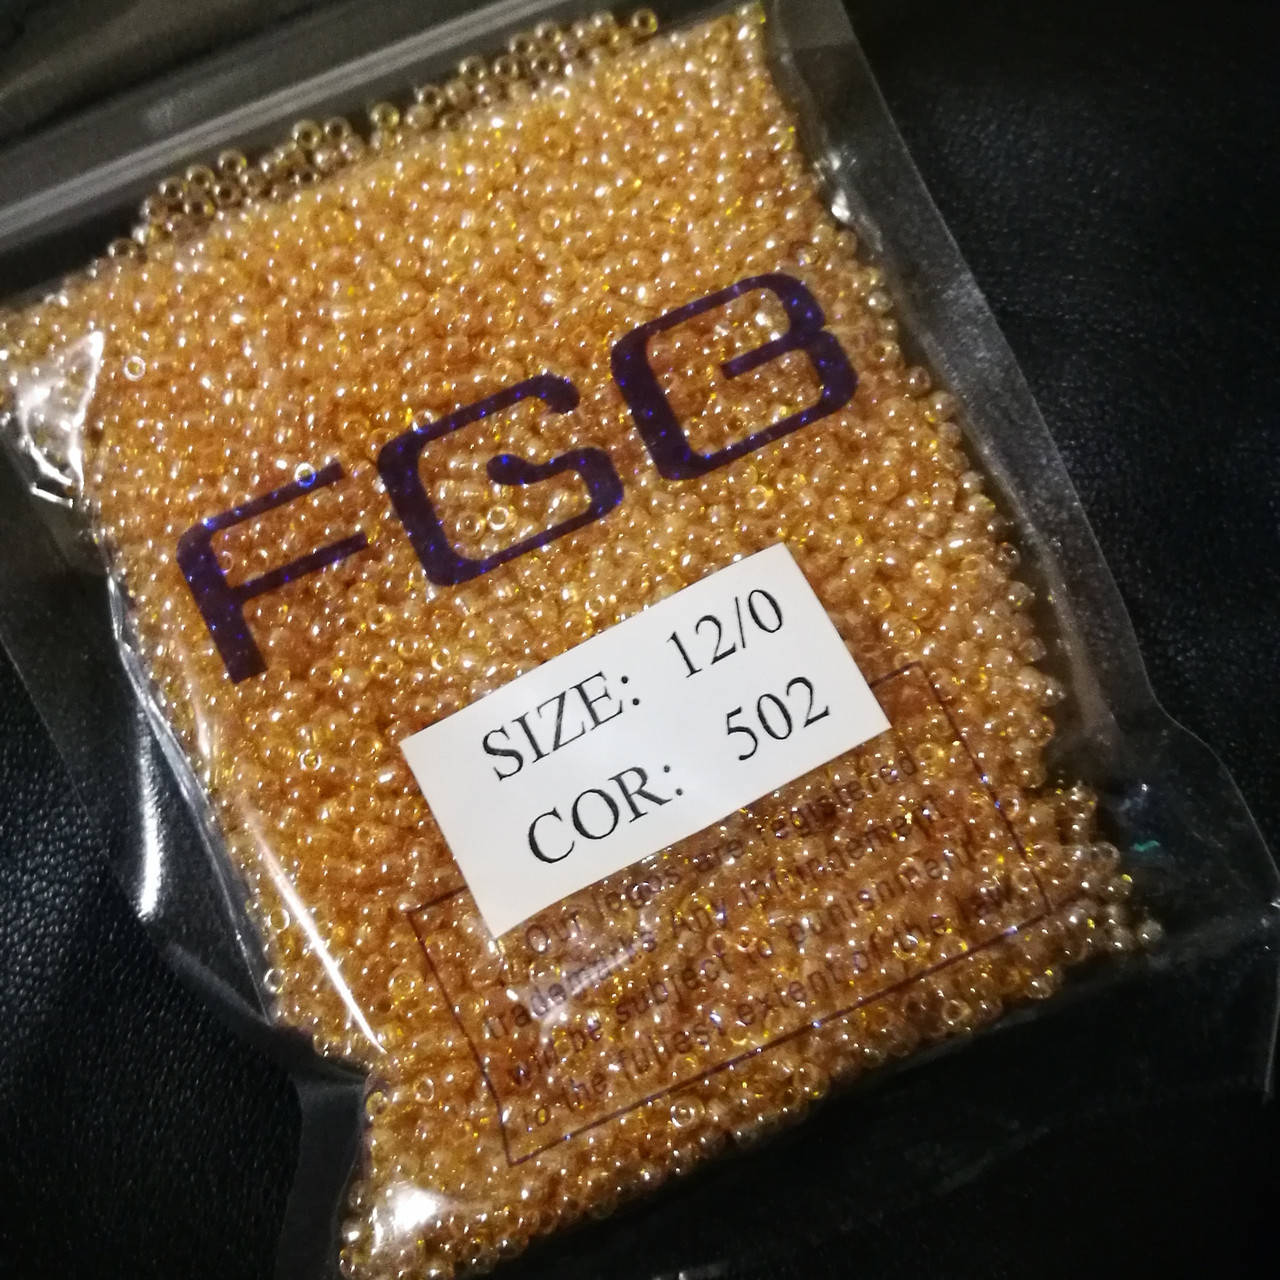 FGB
SIZE: 12/0
COR: 502
Our logos are registered
trademarks Any infringement
will be subject to punishment
to the fullest extent of the law.